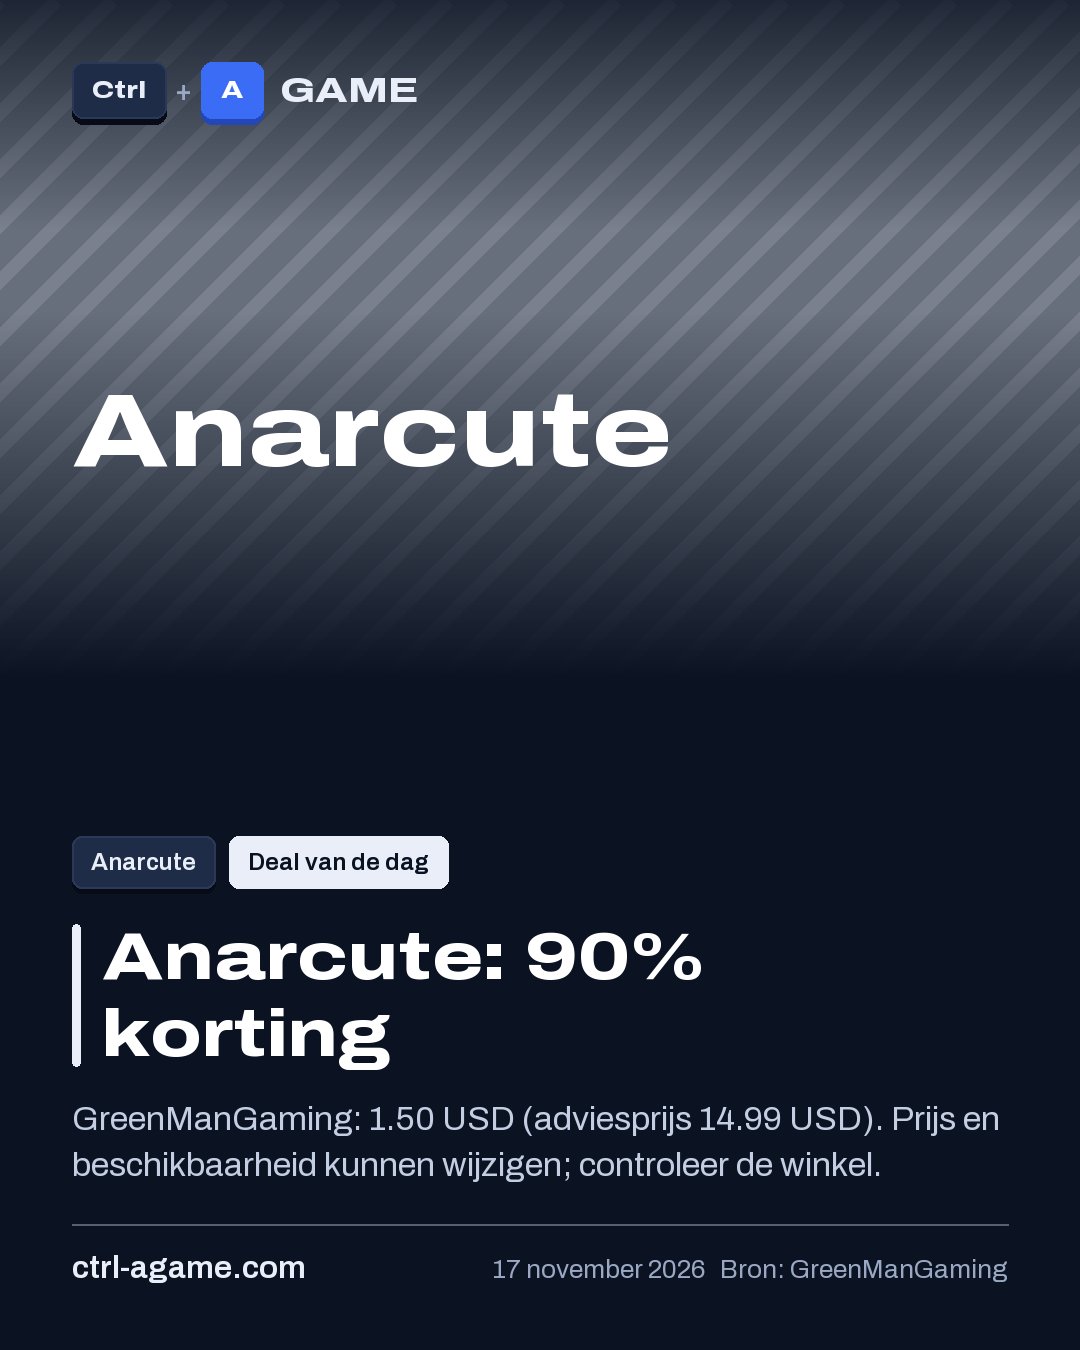 Ctrl + A GAME
Anarcute
Anarcute Deal van de dag
Anarcute: 90%
korting
GreenManGaming: 1.50 USD (adviesprijs 14.99 USD). Prijs en
beschikbaarheid kunnen wijzigen; controleer de winkel.
ctrl-agame.com 17 november 2026 Bron: GreenManGaming